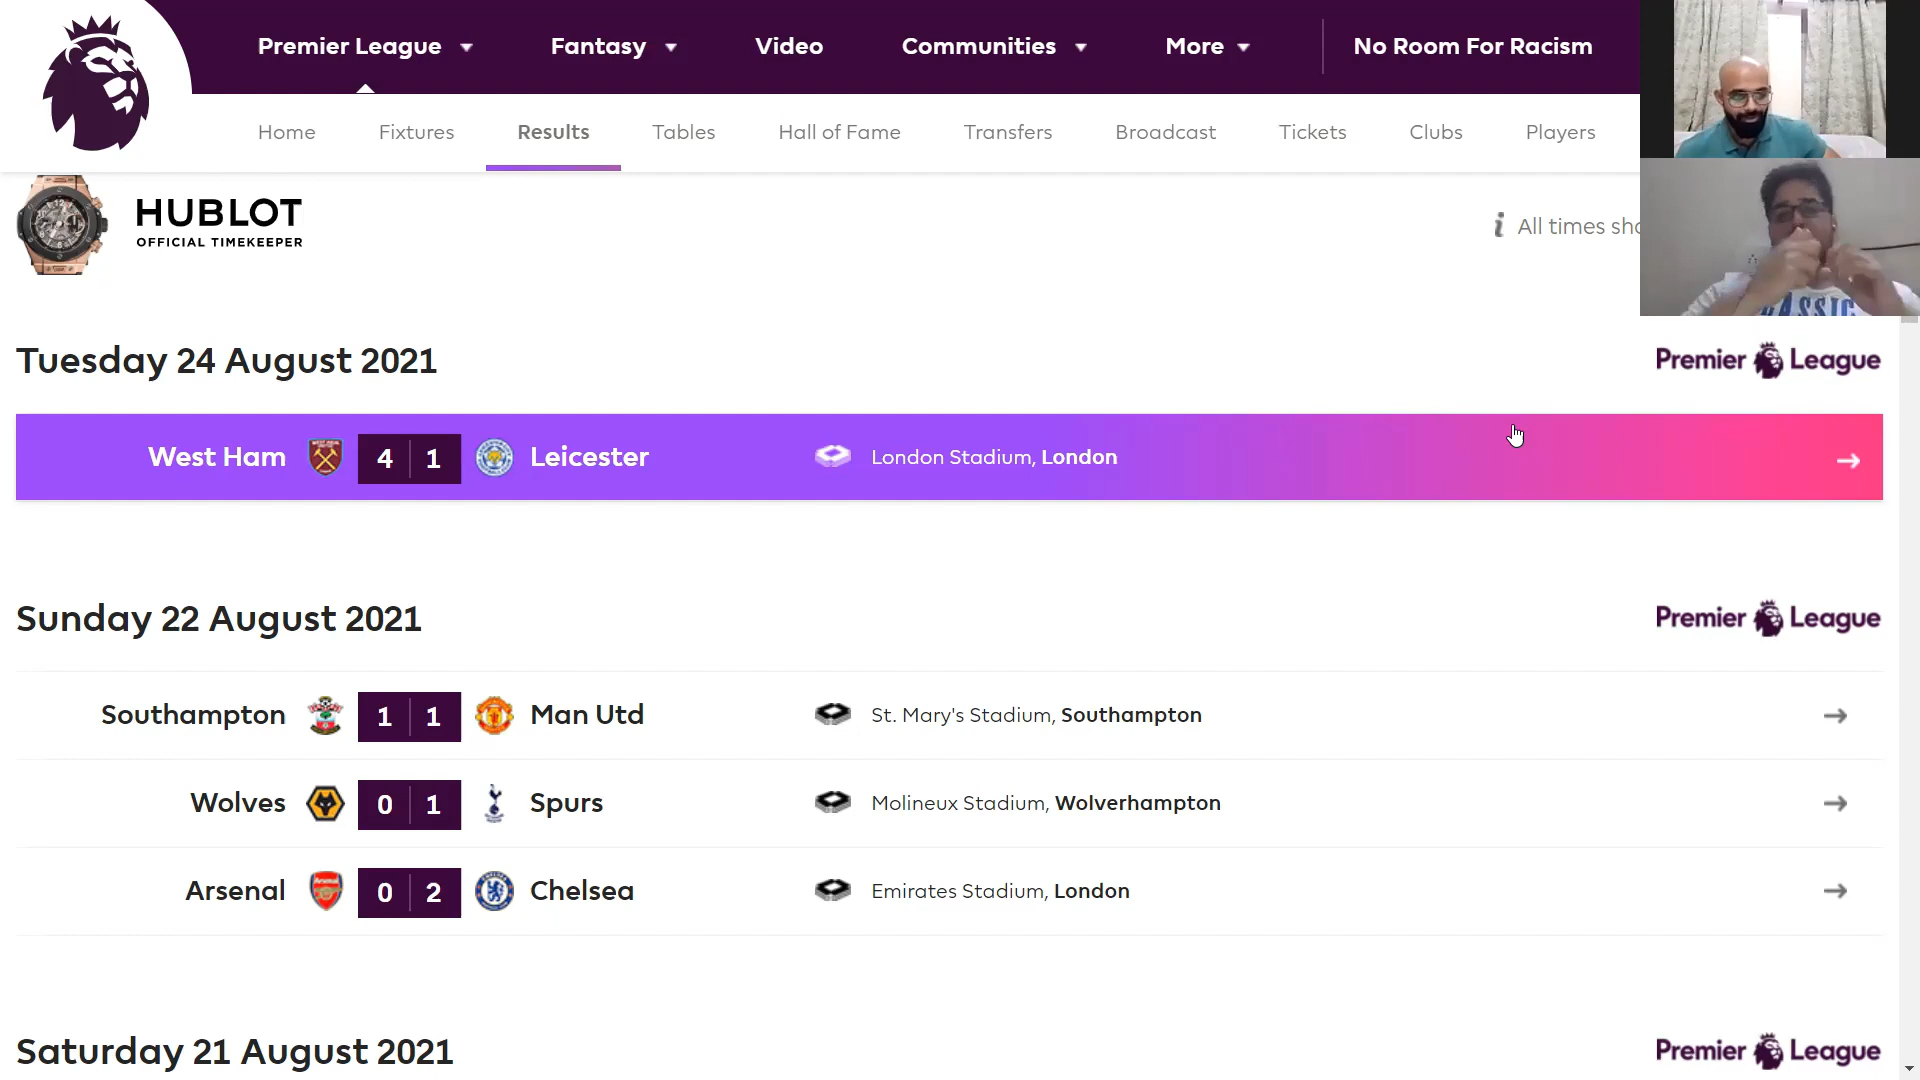 Premier League Fantasy Video Communities More No Room For Racism
Home Fixtures Results Tables Hall of Fame Transfers Broadcast Tickets Clubs Players
HUBLOT
OFFICIAL TIMEKEEPER
i All times sho
CLASSIC
Tuesday 24 August 2021 Premier League
West Ham 4 1 Leicester London Stadium, London
Sunday 22 August 2021 Premier League
Southampton 1 1 Man Utd St. Mary's Stadium, Southampton
Wolves 0 1 Spurs Molineux Stadium, Wolverhampton
Arsenal 0 2 Chelsea Emirates Stadium, London
Saturday 21 August 2021 Premier League